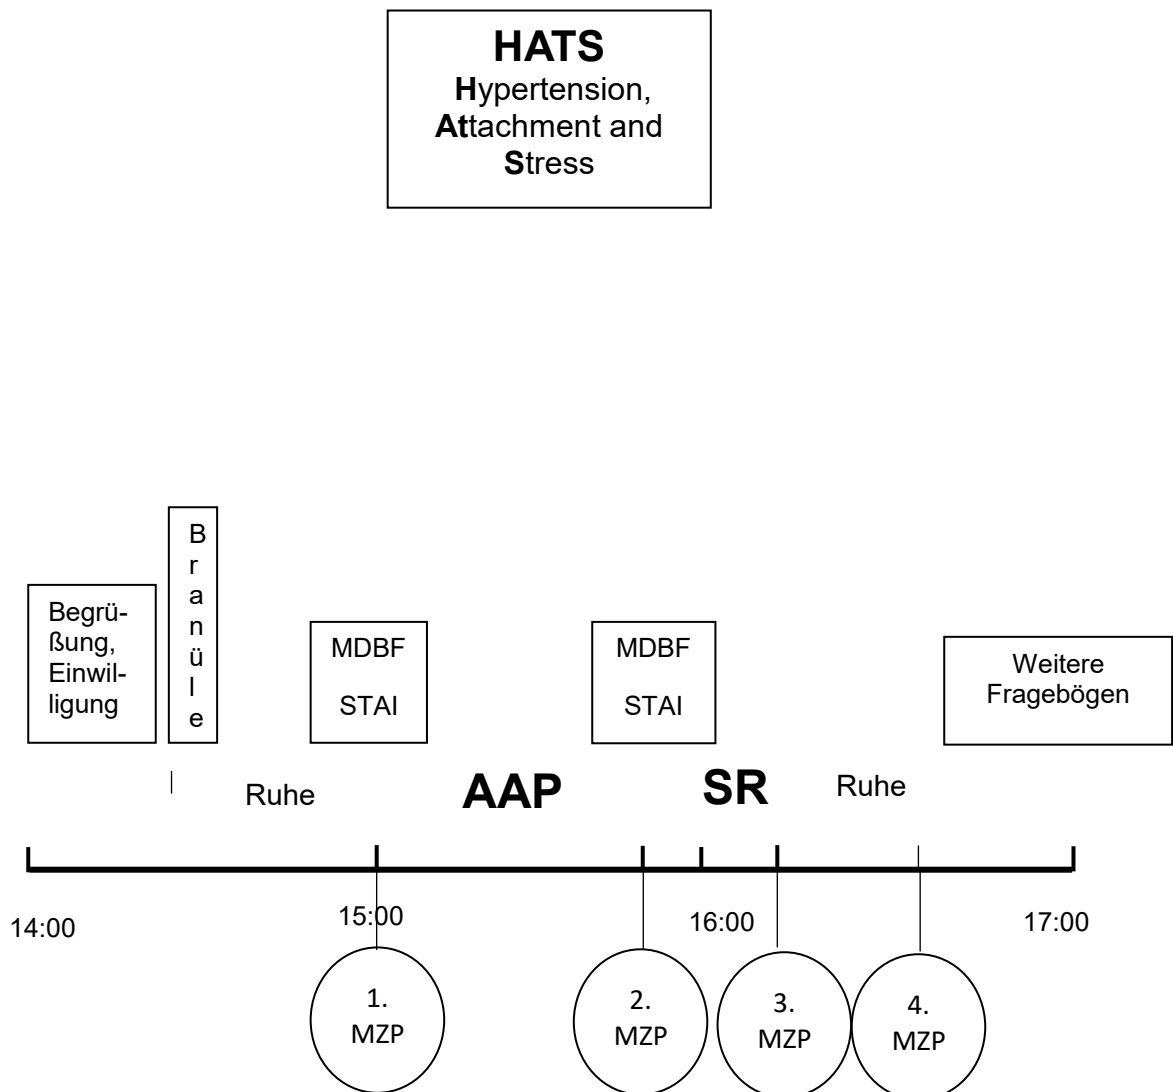 HATS
Hypertension,
Attachment and
Stress
Begrü-
ßung,
Einwil-
ligung
Branüle
MDBF
STAI
MDBF
STAI
Weitere
Fragebögen
Ruhe
AAP
SR
Ruhe
14:00
15:00
16:00
17:00
1.
MZP
2.
MZP
3.
MZP
4.
MZP